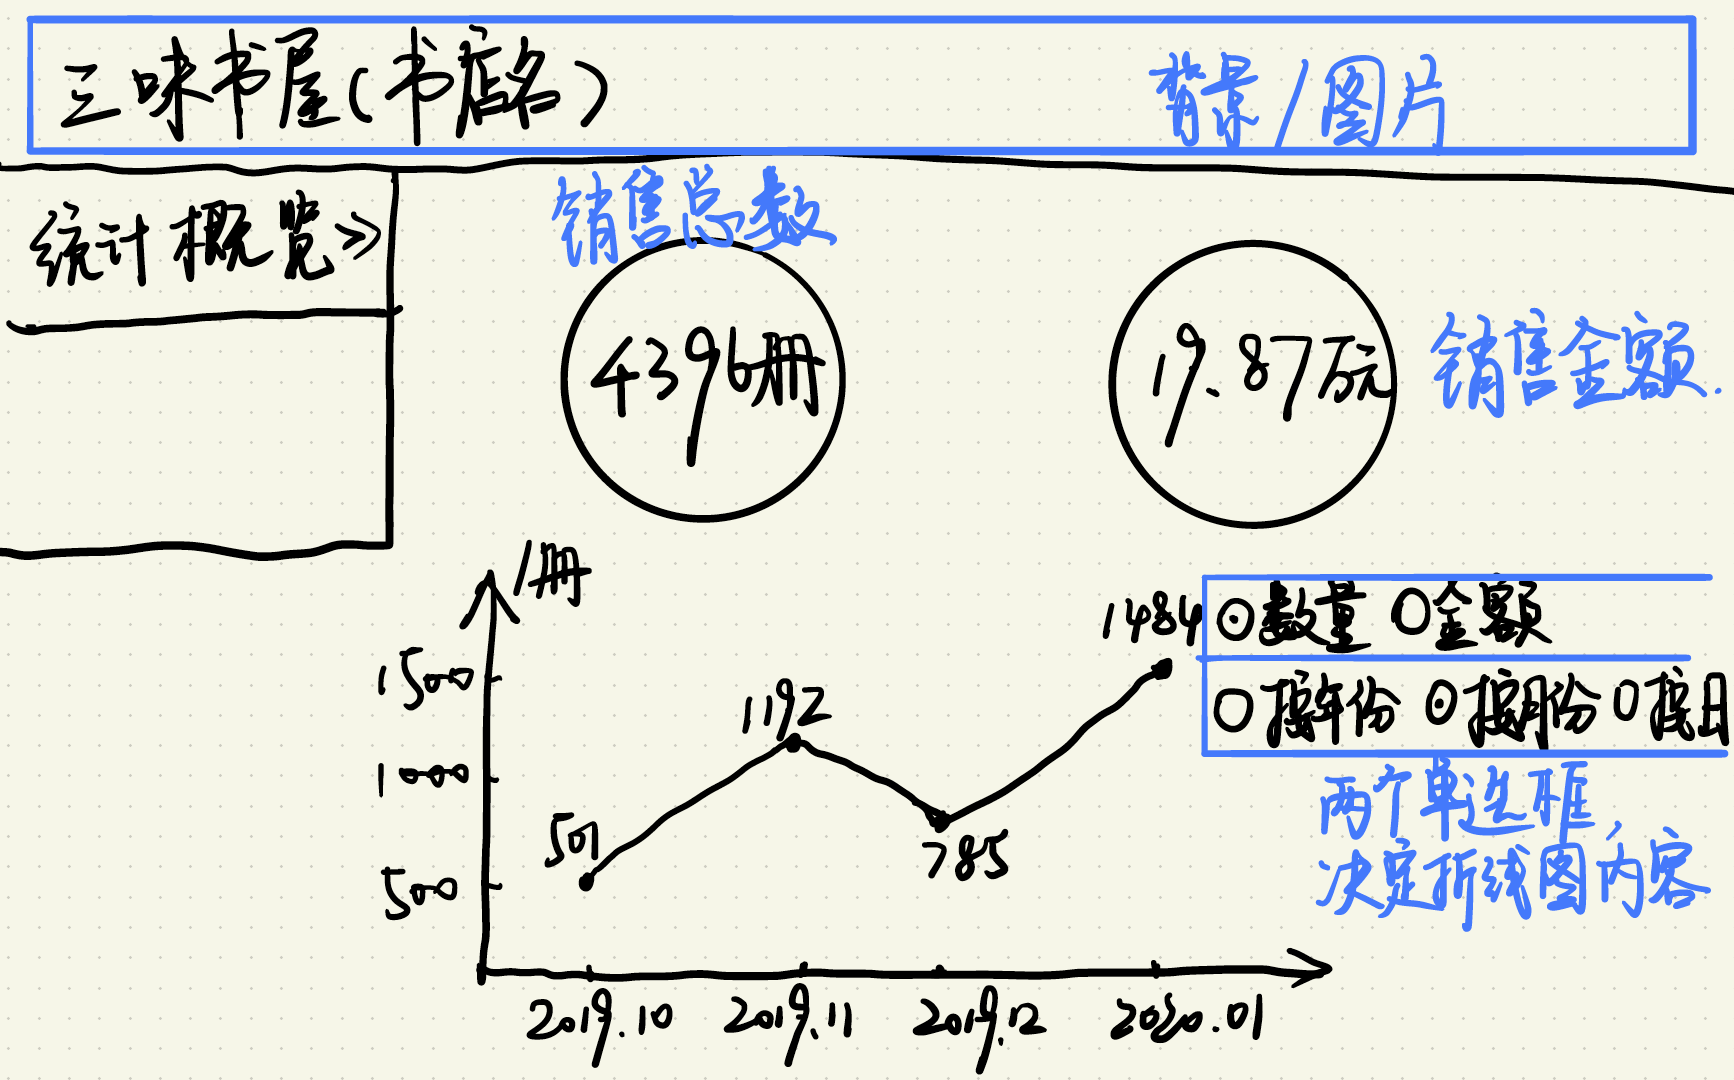 三味书屋(书店名)
背景/图片
统计概览>>
销售总数
4396册
19.87万元
销售金额.
/册
1500
1000
500
501
1192
785
1484
2019.10 2019.11 2019.12 2020.01
⊙数量 ○金额
○按年份 ⊙按月份 ○按日
两个单选框,
决定折线图内容